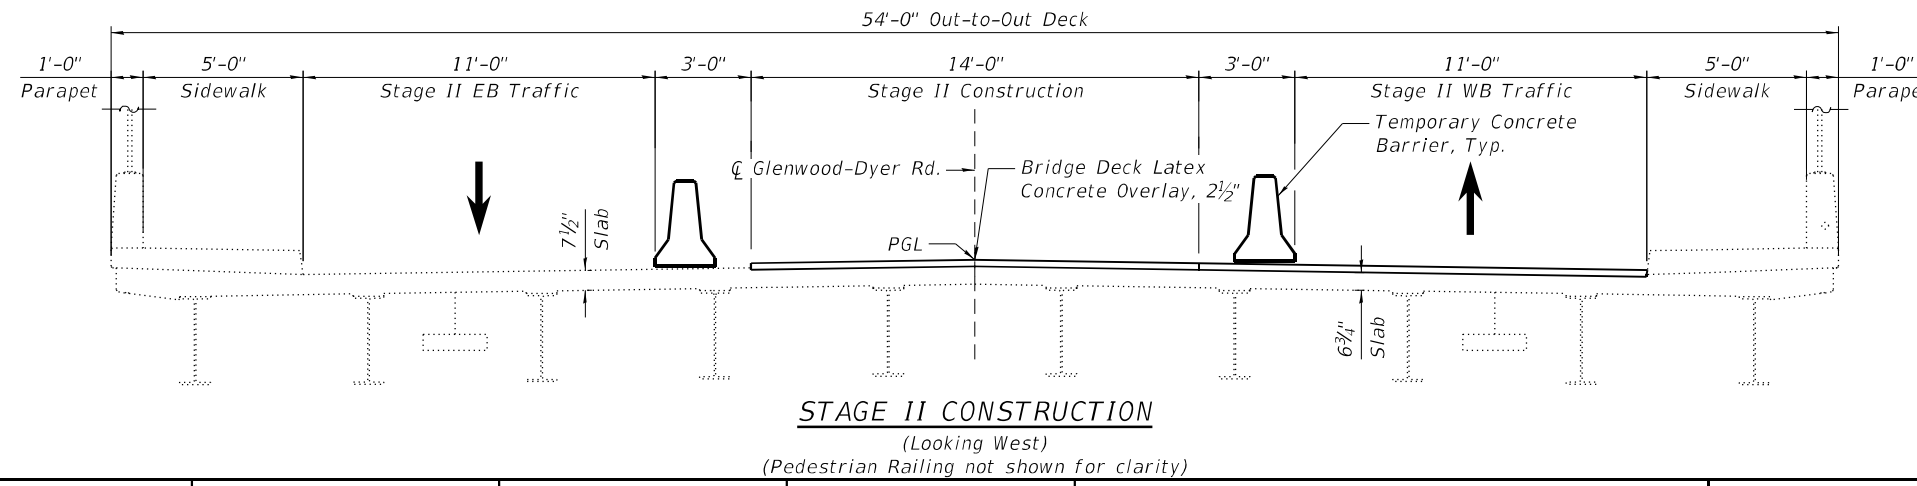 54'-0" Out-to-Out Deck
1'-0" 5'-0" 11'-0" 3'-0" 14'-0" 3'-0" 11'-0" 5'-0" 1'-0"
Parapet Sidewalk Stage II EB Traffic Stage II Construction Stage II WB Traffic Sidewalk Parape
Temporary Concrete
Barrier, Typ.
℄ Glenwood-Dyer Rd.
Bridge Deck Latex
Concrete Overlay, 2½"
7½"
Slab
PGL
6¾"
Slab
STAGE II CONSTRUCTION
(Looking West)
(Pedestrian Railing not shown for clarity)